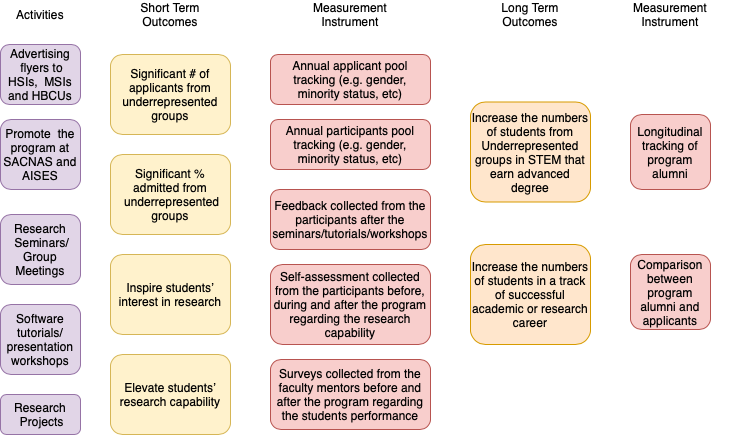 Activities
Short Term
Outcomes
Measurement
Instrument
Long Term
Outcomes
Measurement
Instrument
Advertising
flyers to
HSIs, MSIs
and HBCUs
Promote the
program at
SACNAS and
AISES
Research
Seminars/
Group
Meetings
Software
tutorials/
presentation
workshops
Research
Projects
Significant # of
applicants from
underrepresented
groups
Significant %
admitted from
underrepresented
groups
Inspire students'
interest in research
Elevate students'
research capability
Annual applicant pool
tracking (e.g. gender,
minority status, etc)
Annual participants pool
tracking (e.g. gender,
minority status, etc)
Feedback collected from the
participants after the
seminars/tutorials/workshops
Self-assessment collected
from the participants before,
during and after the program
regarding the research
capability
Surveys collected from the
faculty mentors before and
after the program regarding
the students performance
Increase the numbers
of students from
Underrepresented
groups in STEM that
earn advanced
degree
Increase the numbers
of students in a track
of successful
academic or research
career
Longitudinal
tracking of
program
alumni
Comparison
between
program
alumni and
applicants